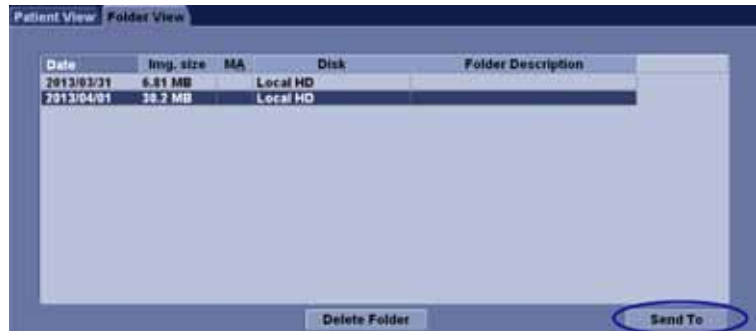 Patient View Folder View
Date Img. size MA Disk Folder Description
2013/03/31 6.81 MB Local HD
2013/04/01 30.2 MB Local HD
Delete Folder Send To